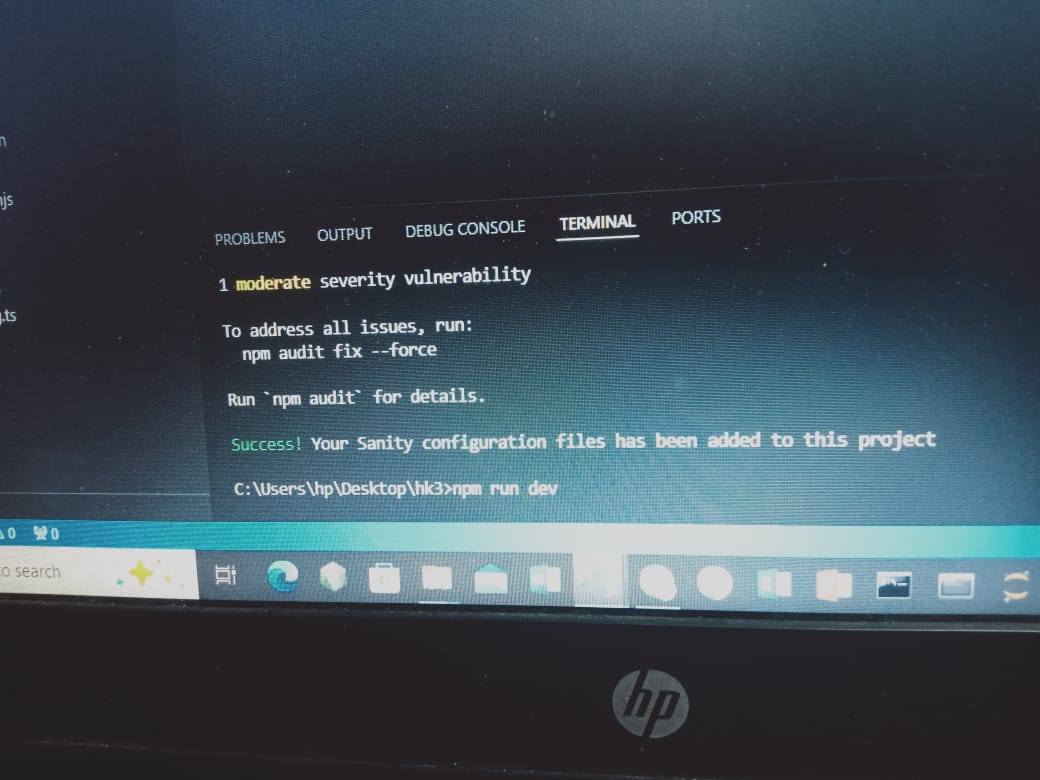 njs
.ts
PROBLEMS OUTPUT DEBUG CONSOLE TERMINAL PORTS
1 moderate severity vulnerability
To address all issues, run:
npm audit fix --force
Run `npm audit` for details.
Success! Your Sanity configuration files has been added to this project
C:\Users\hp\Desktop\hk3>npm run dev
0 0
to search
hp